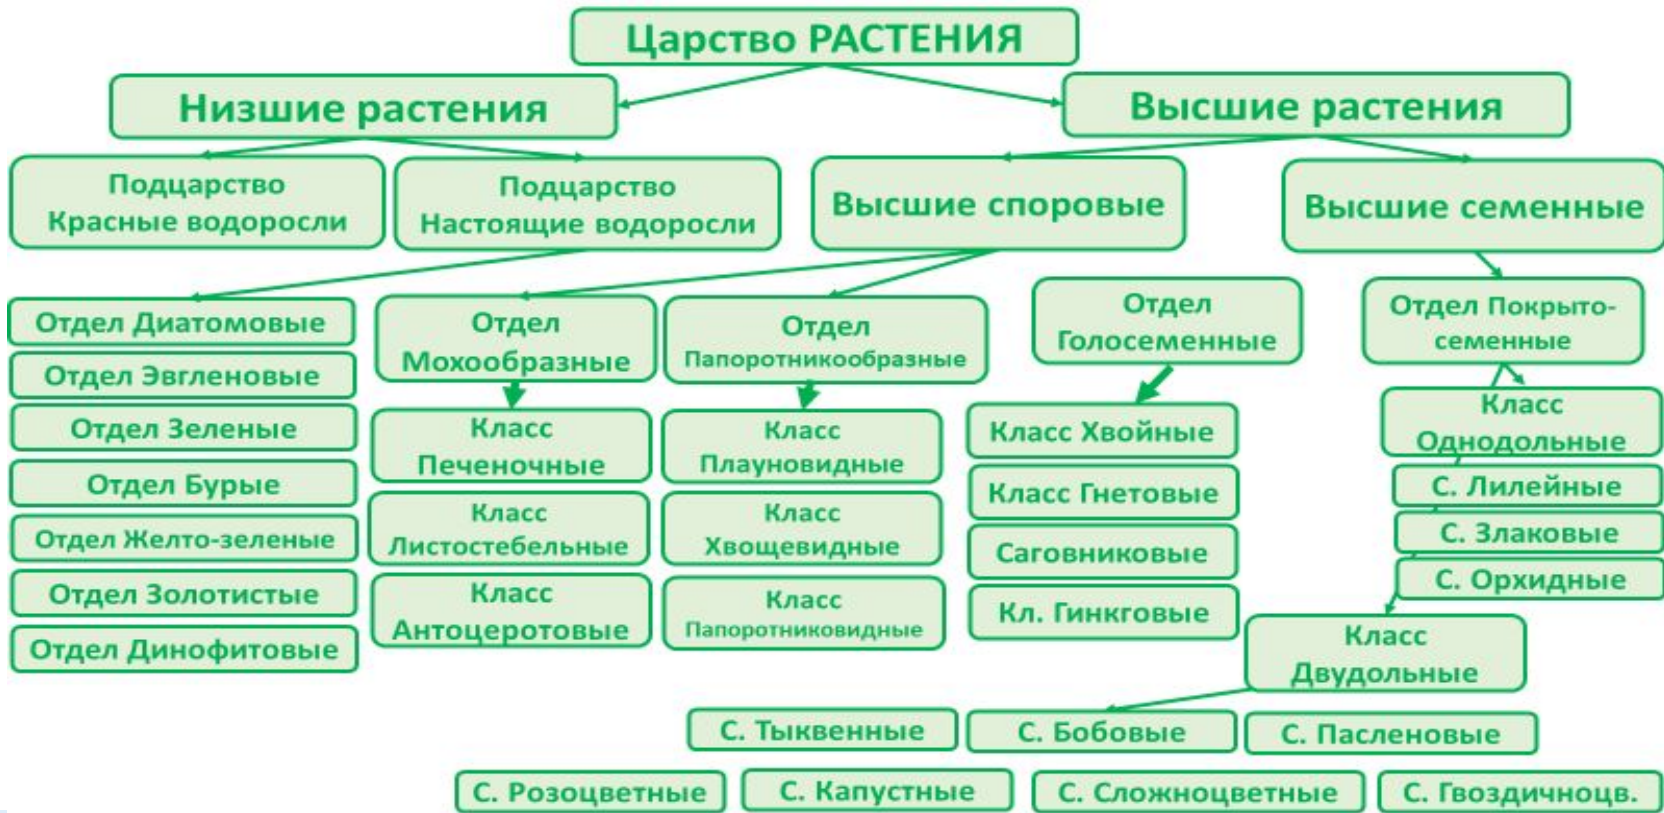 Царство РАСТЕНИЯ
Низшие растения
Высшие растения
Подцарство
Красные водоросли
Подцарство
Настоящие водоросли
Высшие споровые
Высшие семенные
Отдел Диатомовые
Отдел Эвгленовые
Отдел Зеленые
Отдел Бурые
Отдел Желто-зеленые
Отдел Золотистые
Отдел Динофитовые
Отдел
Мохообразные
Класс
Печеночные
Класс
Листостебельные
Класс
Антоцеротовые
Отдел
Папоротникообразные
Класс
Плауновидные
Класс
Хвощевидные
Класс
Папоротниковидные
Отдел
Голосеменные
Класс Хвойные
Класс Гнетовые
Саговниковые
Кл. Гинкговые
Отдел Покрыто-
семенные
Класс
Однодольные
С. Лилейные
С. Злаковые
С. Орхидные
Класс
Двудольные
С. Тыквенные
С. Бобовые
С. Пасленовые
С. Розоцветные
С. Капустные
С. Сложноцветные
С. Гвоздичноцв.